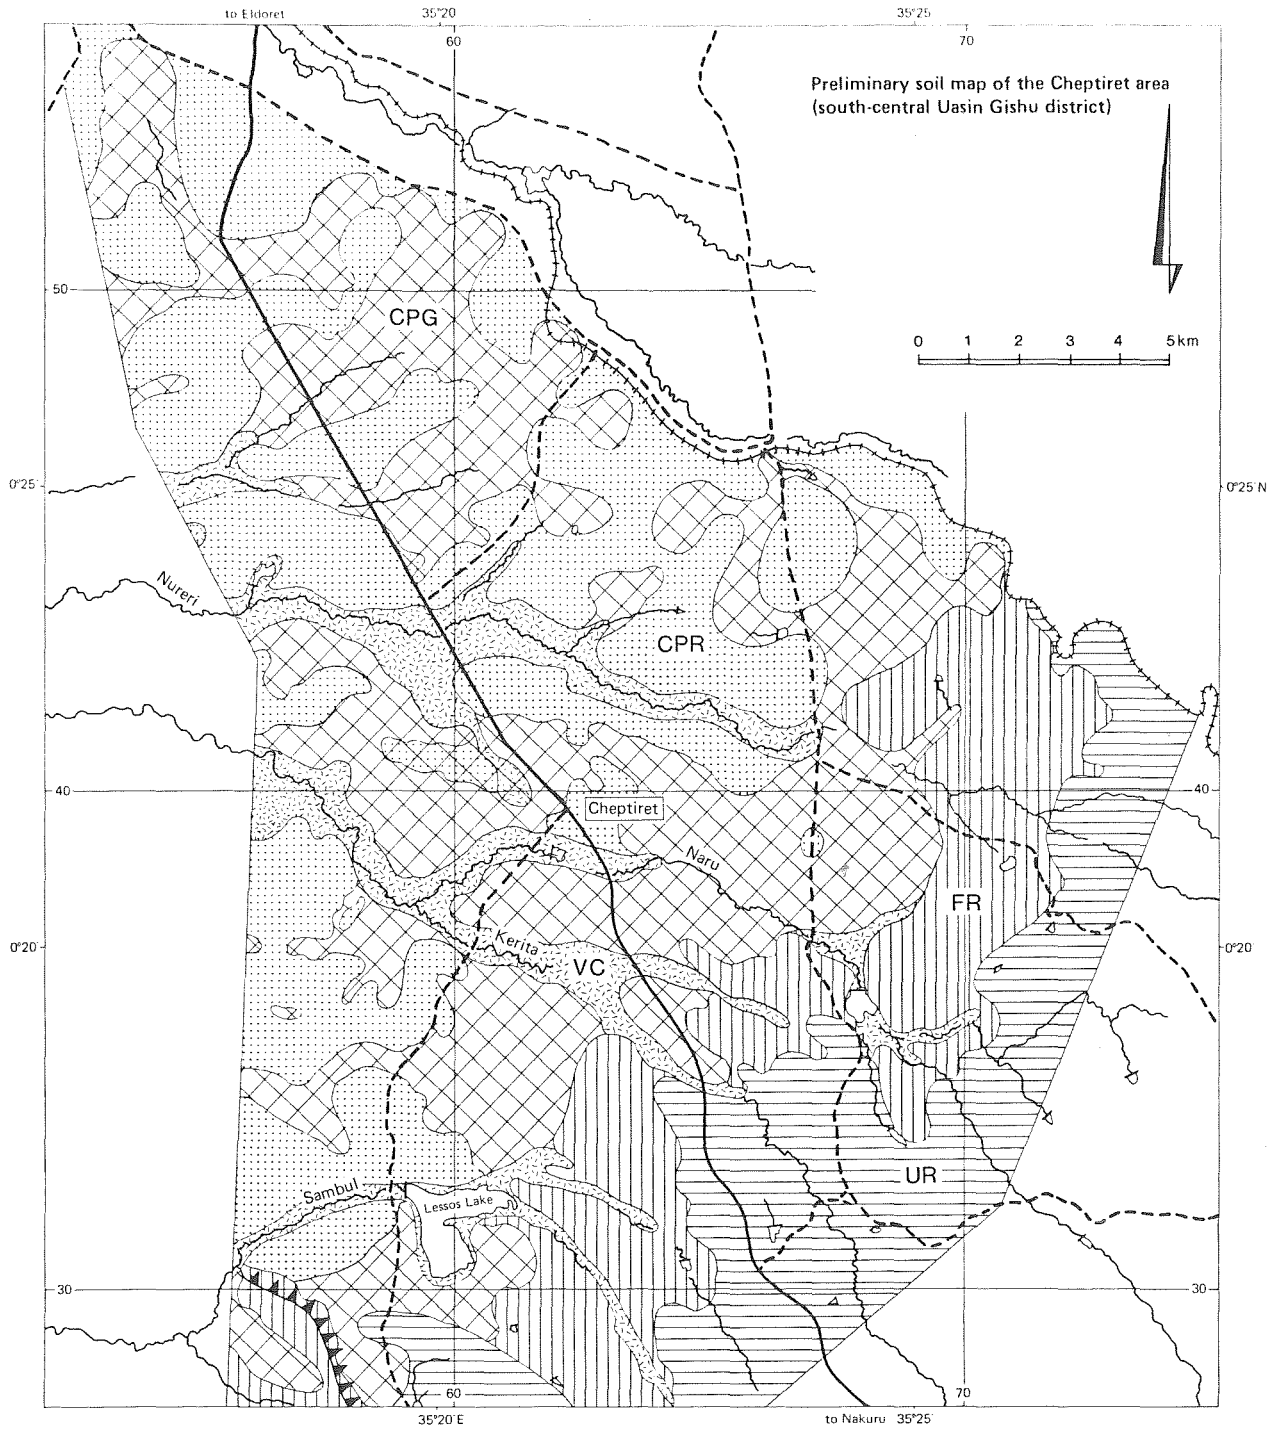 to Eldoret
35°20
35°25
60
70
Preliminary soil map of the Cheptiret area
(south-central Uasin Gishu district)
50
CPG
0 1 2 3 4 5 km
0°25
0°25 N
Nureri
CPR
40
40
Cheptiret
Naru
FR
0°20
Kerita
0°20
VC
UR
Sambul
Lessos Lake
30
30
60
70
35°20 E
to Nakuru 35°25